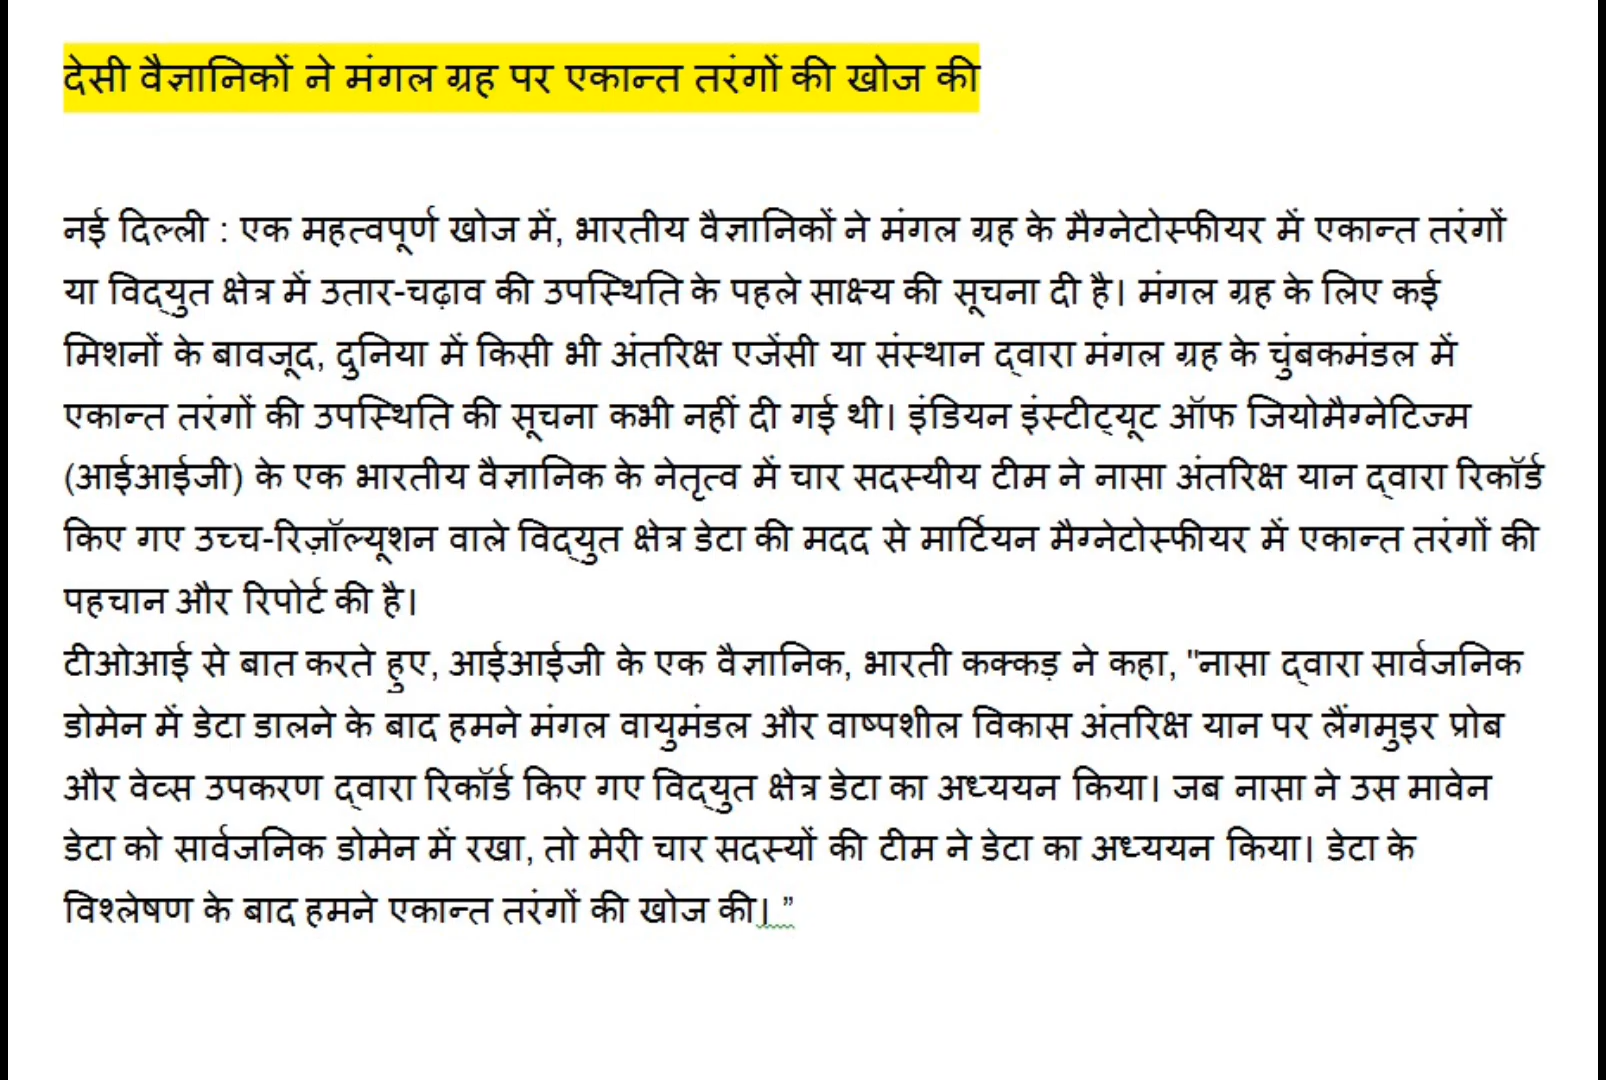 देसी वैज्ञानिकों ने मंगल ग्रह पर एकान्त तरंगों की खोज की
नई दिल्ली : एक महत्वपूर्ण खोज में, भारतीय वैज्ञानिकों ने मंगल ग्रह के मैग्नेटोस्फीयर में एकान्त तरंगों
या विद्युत क्षेत्र में उतार-चढ़ाव की उपस्थिति के पहले साक्ष्य की सूचना दी है। मंगल ग्रह के लिए कई
मिशनों के बावजूद, दुनिया में किसी भी अंतरिक्ष एजेंसी या संस्थान द्वारा मंगल ग्रह के चुंबकमंडल में
एकान्त तरंगों की उपस्थिति की सूचना कभी नहीं दी गई थी। इंडियन इंस्टीट्यूट ऑफ जियोमैग्नेटिज्म
(आईआईजी) के एक भारतीय वैज्ञानिक के नेतृत्व में चार सदस्यीय टीम ने नासा अंतरिक्ष यान द्वारा रिकॉर्ड
किए गए उच्च-रिज़ॉल्यूशन वाले विद्युत क्षेत्र डेटा की मदद से मार्टियन मैग्नेटोस्फीयर में एकान्त तरंगों की
पहचान और रिपोर्ट की है।
टीओआई से बात करते हुए, आईआईजी के एक वैज्ञानिक, भारती कक्कड़ ने कहा, "नासा द्वारा सार्वजनिक
डोमेन में डेटा डालने के बाद हमने मंगल वायुमंडल और वाष्पशील विकास अंतरिक्ष यान पर लैंगमुइर प्रोब
और वेव्स उपकरण द्वारा रिकॉर्ड किए गए विद्युत क्षेत्र डेटा का अध्ययन किया। जब नासा ने उस मावेन
डेटा को सार्वजनिक डोमेन में रखा, तो मेरी चार सदस्यों की टीम ने डेटा का अध्ययन किया। डेटा के
विश्लेषण के बाद हमने एकान्त तरंगों की खोज की। ”